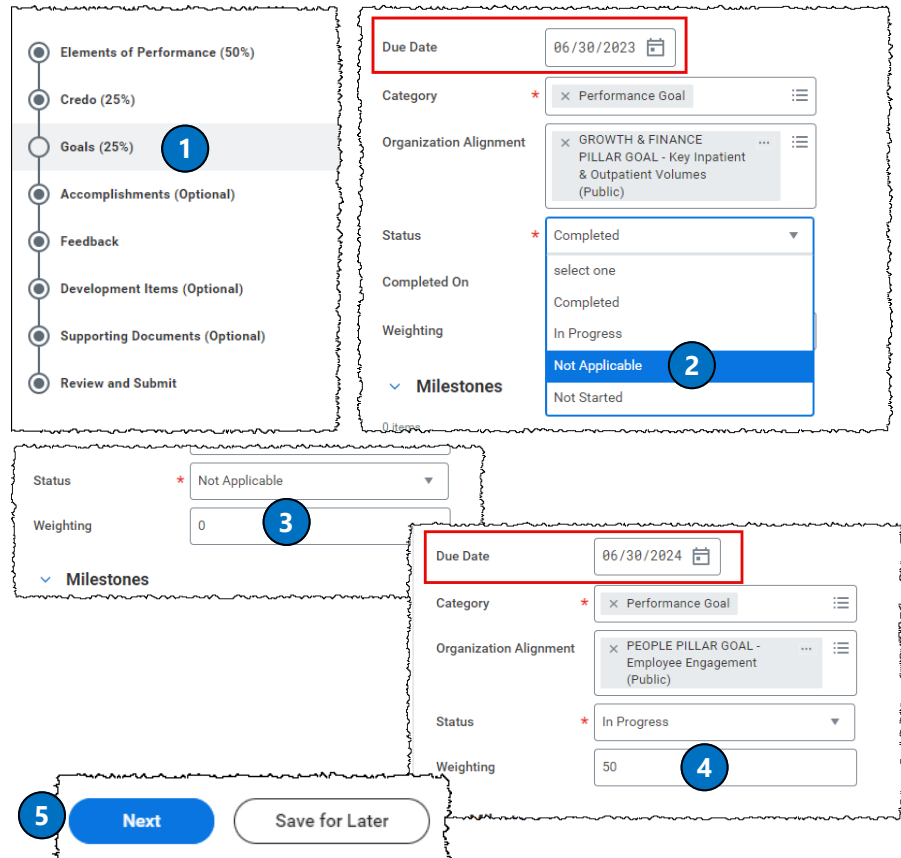 Elements of Performance (50%)
Credo (25%)
Goals (25%)
1
Accomplishments (Optional)
Feedback
Development Items (Optional)
Supporting Documents (Optional)
Review and Submit
Due Date
06/30/2023
Category
* × Performance Goal
Organization Alignment
× GROWTH & FINANCE ...
PILLAR GOAL - Key Inpatient
& Outpatient Volumes
(Public)
Status
* Completed
select one
Completed On
Completed
In Progress
Weighting
Not Applicable
2
Not Started
Milestones
0 items
Status
* Not Applicable
Weighting
0
3
Milestones
Due Date
06/30/2024
Category
* × Performance Goal
Organization Alignment
× PEOPLE PILLAR GOAL - ...
Employee Engagement
(Public)
Status
* In Progress
Weighting
50
4
5
Next
Save for Later